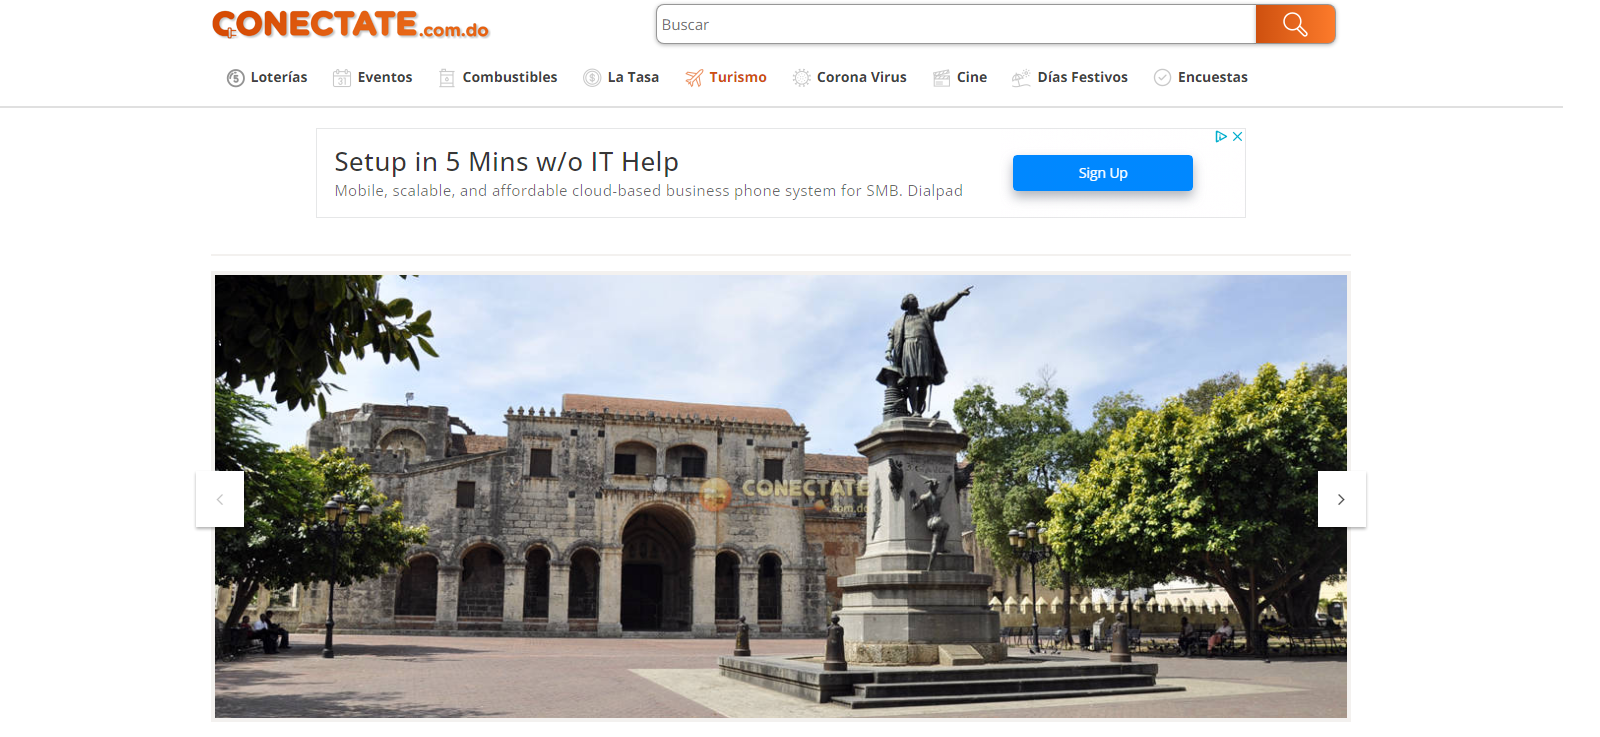 CONECTATE.com.do
Buscar
Loterías Eventos Combustibles La Tasa Turismo Corona Virus Cine Días Festivos Encuestas
Setup in 5 Mins w/o IT Help
Mobile, scalable, and affordable cloud-based business phone system for SMB. Dialpad
Sign Up
CONECTATE
.com.do